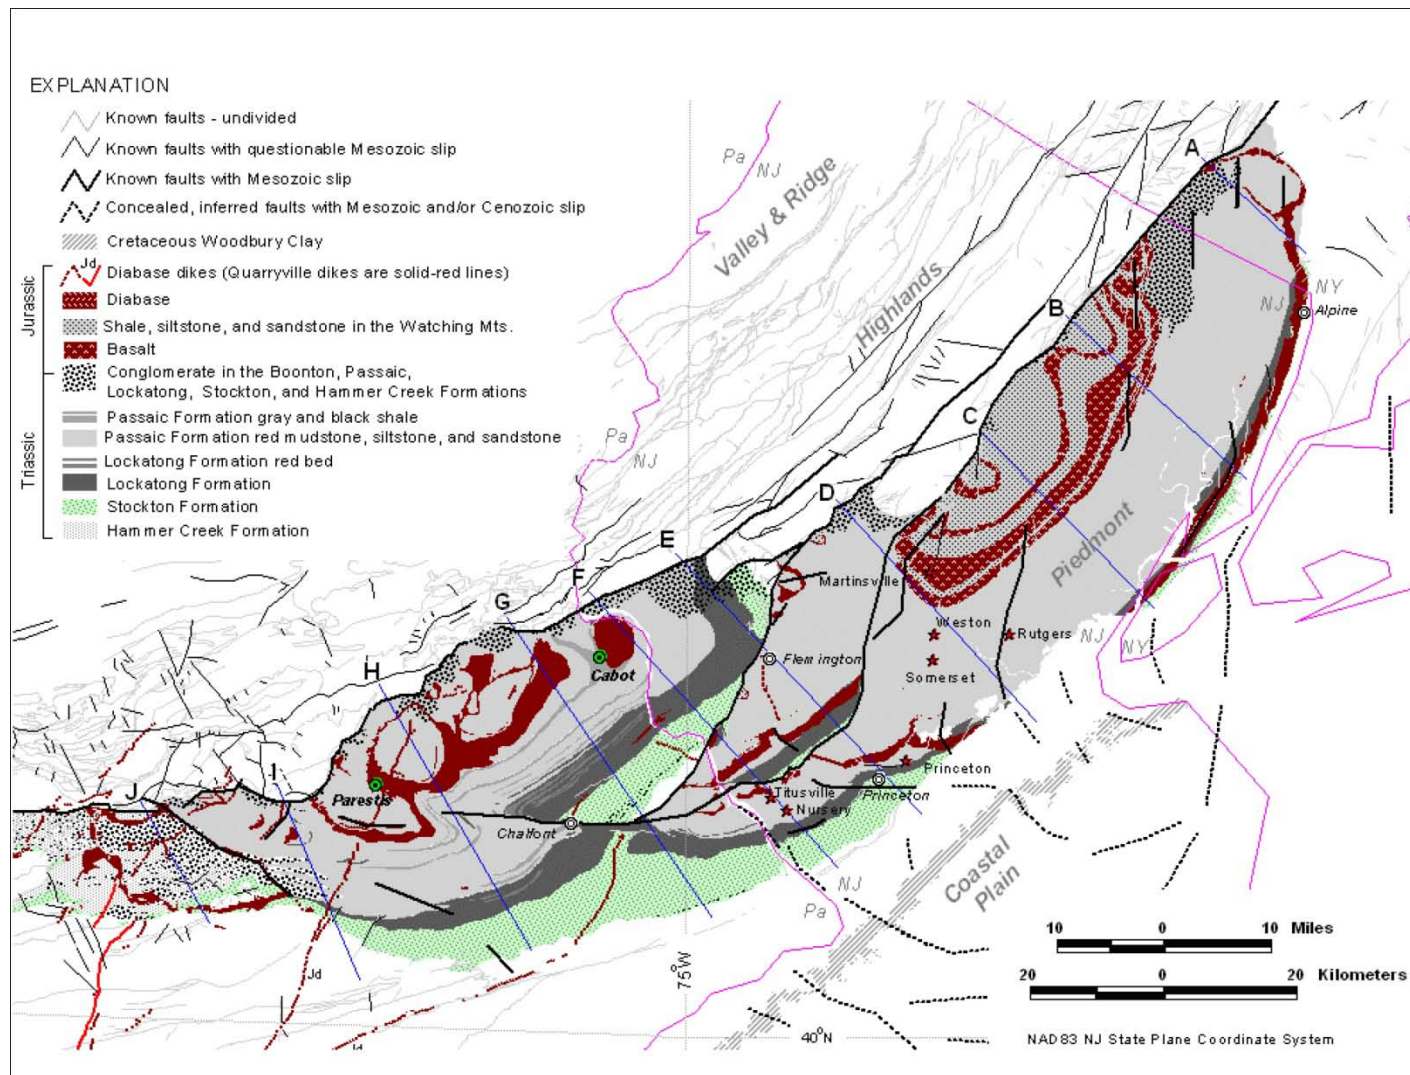 EXPLANATION
Known faults - undivided
Known faults with questionable Mesozoic slip
Known faults with Mesozoic slip
Concealed, inferred faults with Mesozoic and/or Cenozoic slip
Cretaceous Woodbury Clay
Jd
Diabase dikes (Quarryville dikes are solid-red lines)
Diabase
Shale, siltstone, and sandstone in the Watching Mts.
Basalt
Conglomerate in the Boonton, Passaic,
Lockatong, Stockton, and Hammer Creek Formations
Passaic Formation gray and black shale
Passaic Formation red mudstone, siltstone, and sandstone
Lockatong Formation red bed
Lockatong Formation
Stockton Formation
Hammer Creek Formation
Jurassic
Triassic
A
Pa
NJ
Valley & Ridge
Highlands
NY
NJ
Alpine
B
C
Pa
NJ
D
Piedmont
E
Martinsville
F
G
Weston
Rutgers
NJ
NY
Flemington
Cabot
Somerset
H
I
Princeton
J
Parestis
Titusville
Princeton
Nursery
Chalfont
Coastal
Plain
NJ
Pa
Jd
75°W
10 0 10 Miles
20 0 20 Kilometers
40°N
NAD83 NJ State Plane Coordinate System
Jd